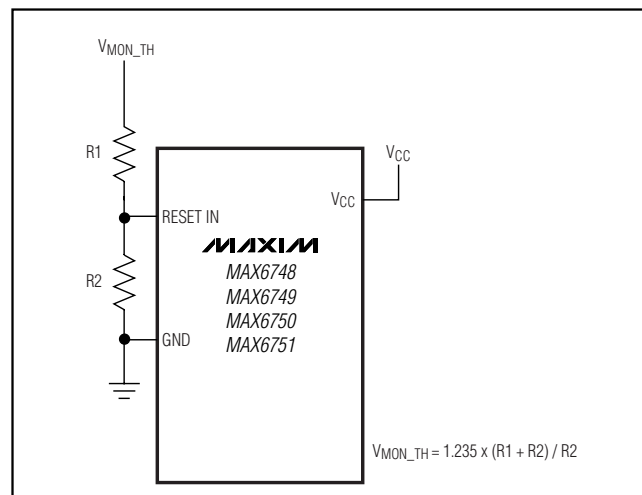 VMON_TH
R1
VCC
VCC
RESET IN
MAXIM
R2
MAX6748
MAX6749
MAX6750
MAX6751
GND
VMON_TH = 1.235 x (R1 + R2) / R2